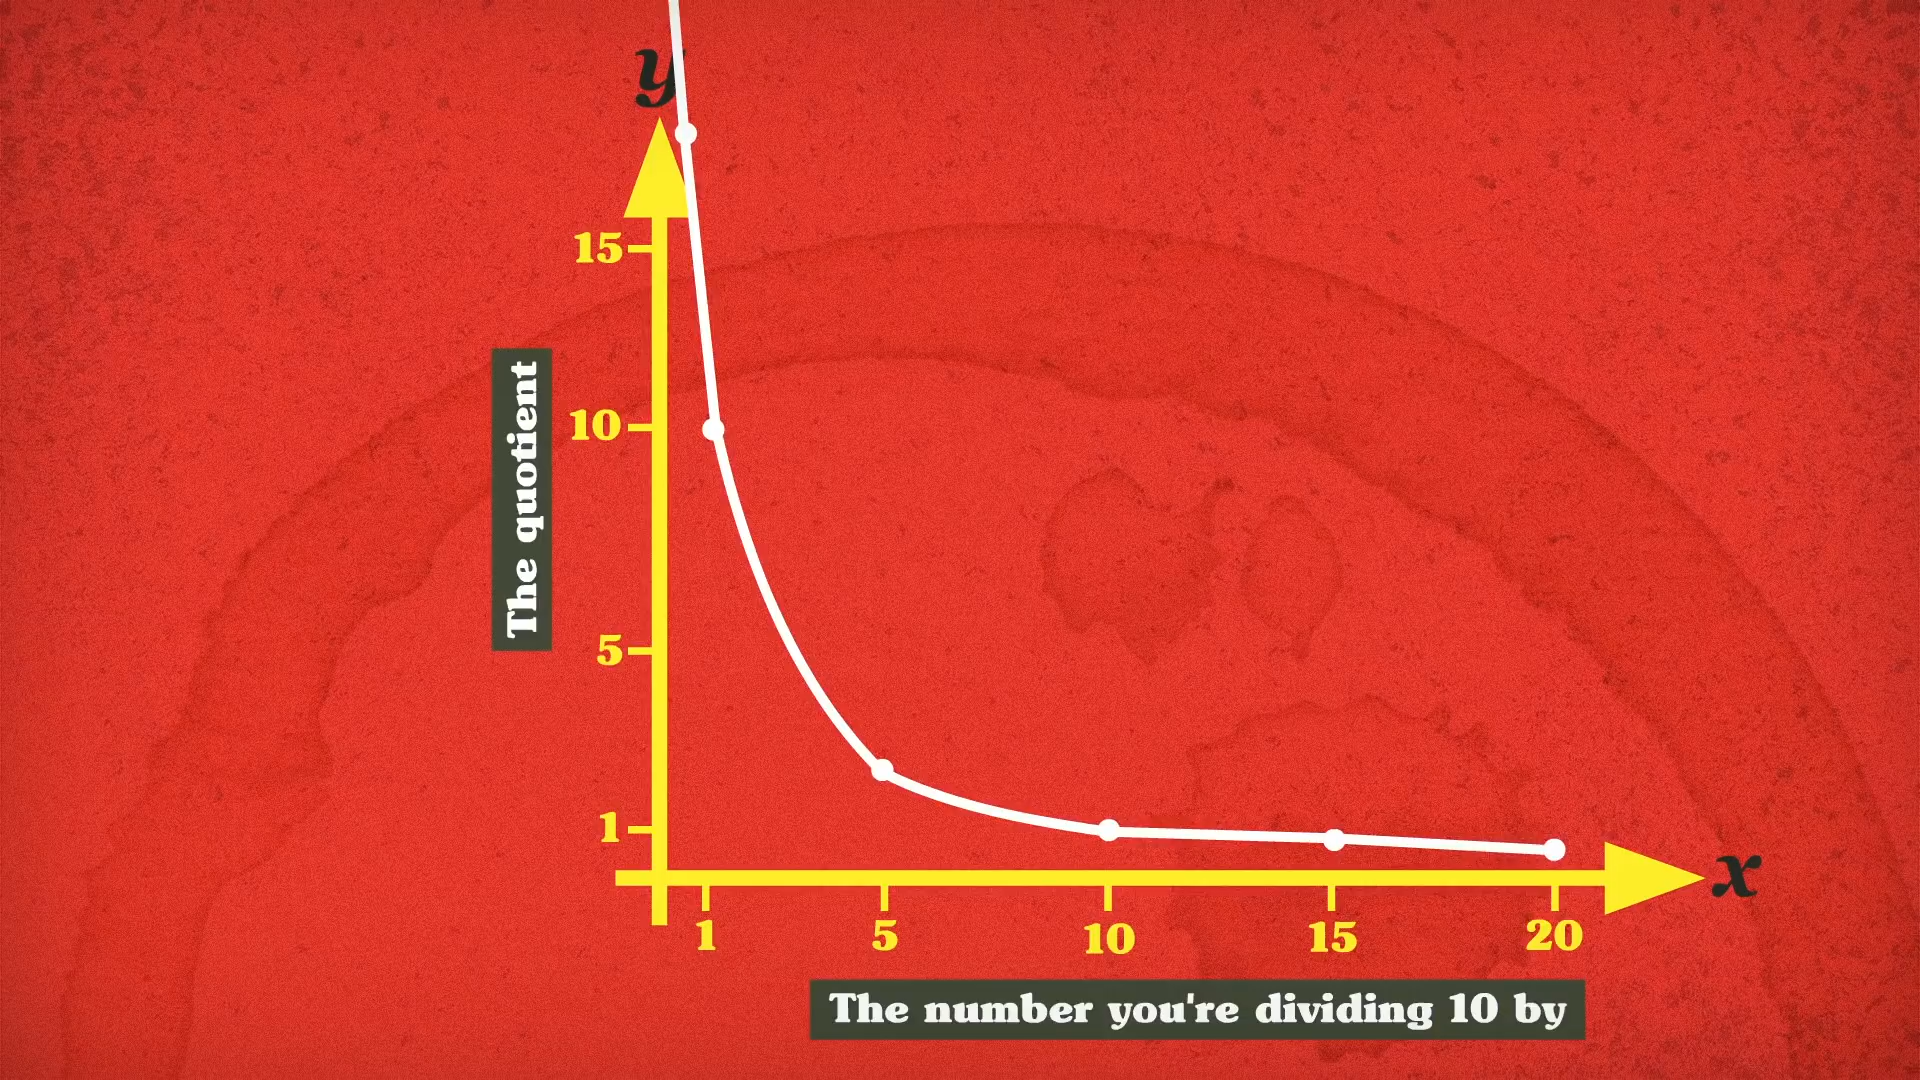 y
15
10
5
1
The quotient
1 5 10 15 20
x
The number you're dividing 10 by